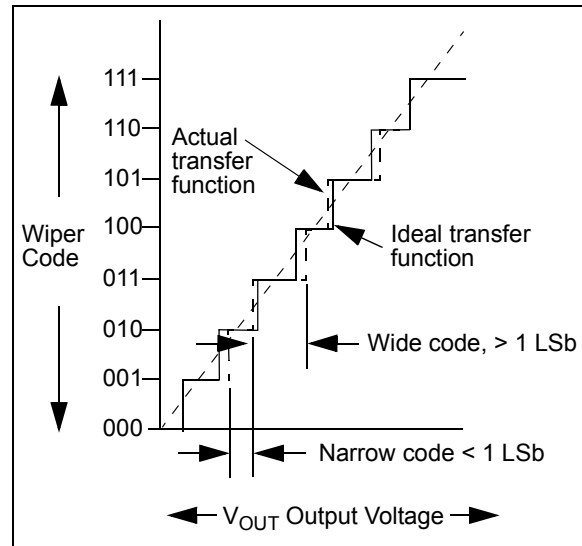 111
110
Actual
transfer
function
101
Wiper
Code
100
Ideal transfer
function
011
010
Wide code, > 1 LSb
001
000
Narrow code < 1 LSb
VOUT Output Voltage